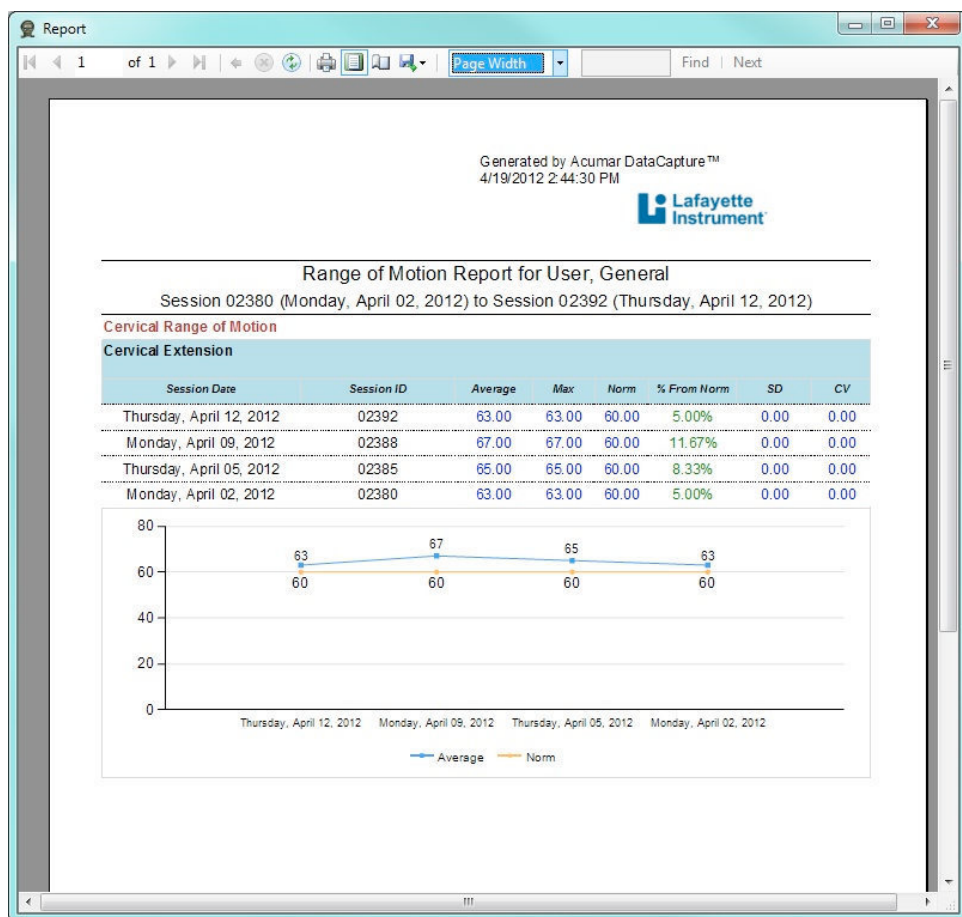 Report
1 of 1 Page Width Find Next
Generated by Acumar DataCapture™
4/19/2012 2:44:30 PM
Lafayette
Instrument
Range of Motion Report for User, General
Session 02380 (Monday, April 02, 2012) to Session 02392 (Thursday, April 12, 2012)
Cervical Range of Motion
Cervical Extension
Session Date Session ID Average Max Norm % From Norm SD CV
Thursday, April 12, 2012 02392 63.00 63.00 60.00 5.00% 0.00 0.00
Monday, April 09, 2012 02388 67.00 67.00 60.00 11.67% 0.00 0.00
Thursday, April 05, 2012 02385 65.00 65.00 60.00 8.33% 0.00 0.00
Monday, April 02, 2012 02380 63.00 63.00 60.00 5.00% 0.00 0.00
80
63 67 65 63
60
60 60 60 60
40
20
0
Thursday, April 12, 2012 Monday, April 09, 2012 Thursday, April 05, 2012 Monday, April 02, 2012
Average Norm